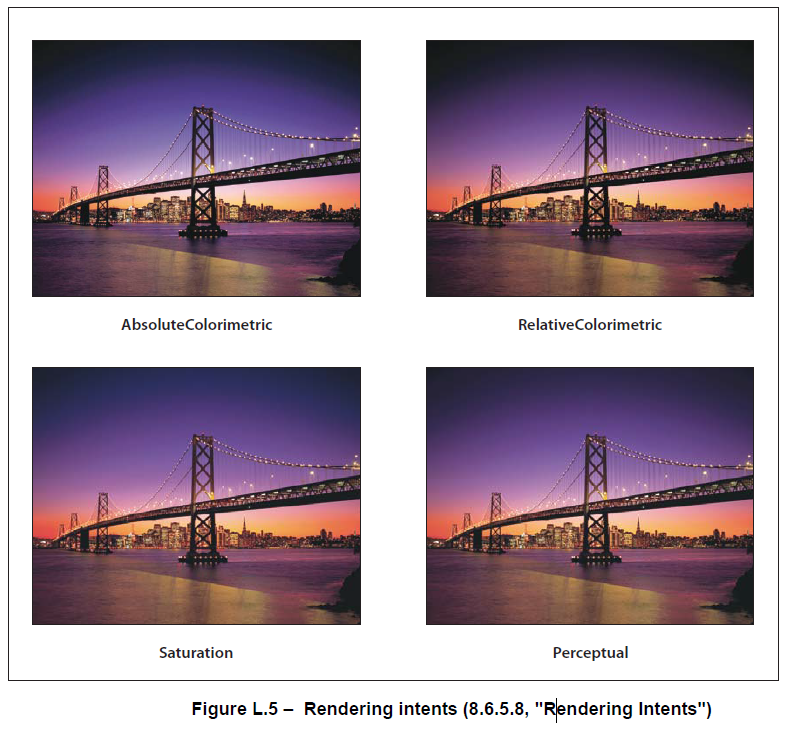 AbsoluteColorimetric
RelativeColorimetric
Saturation
Perceptual
Figure L.5 – Rendering intents (8.6.5.8, "Rendering Intents")